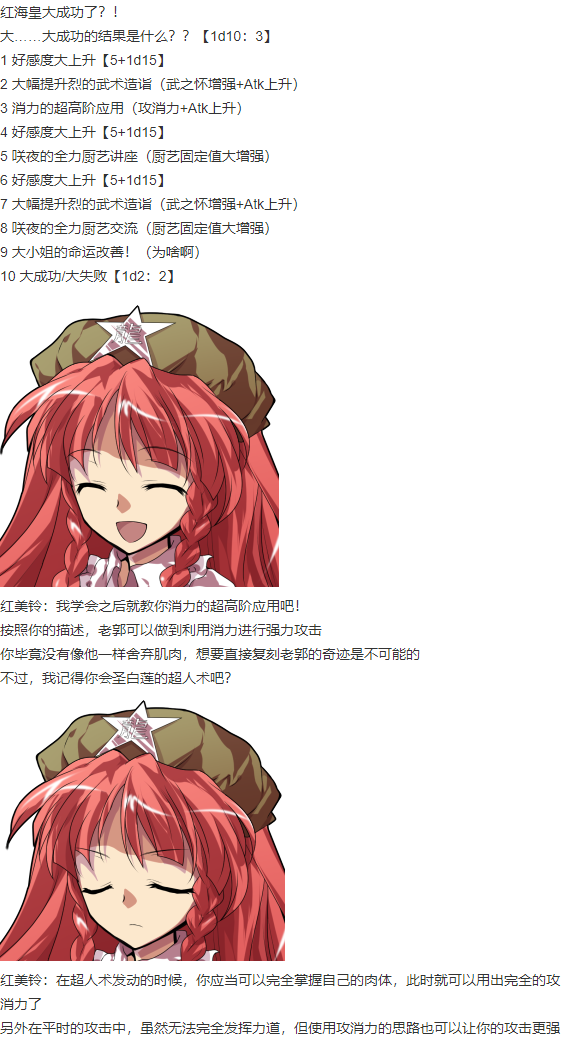 红海皇大成功了？！
大……大成功的结果是什么？？【1d10：3】
1 好感度大上升【5+1d15】
2 大幅提升烈的武术造诣（武之怀增强+Atk上升）
3 消力的超高阶应用（攻消力+Atk上升）
4 好感度大上升【5+1d15】
5 咲夜的全力厨艺讲座（厨艺固定值大增强）
6 好感度大上升【5+1d15】
7 大幅提升烈的武术造诣（武之怀增强+Atk上升）
8 咲夜的全力厨艺交流（厨艺固定值大增强）
9 大小姐的命运改善！（为啥啊）
10 大成功/大失败【1d2：2】
红美铃：我学会之后就教你消力的超高阶应用吧！
按照你的描述，老郭可以做到利用消力进行强力攻击
你毕竟没有像他一样舍弃肌肉，想要直接复刻老郭的奇迹是不可能的
不过，我记得你会圣白莲的超人术吧？
红美铃：在超人术发动的时候，你应当可以完全掌握自己的肉体，此时就可以用出完全的攻
消力了
另外在平时的攻击中，虽然无法完全发挥力道，但使用攻消力的思路也可以让你的攻击更强